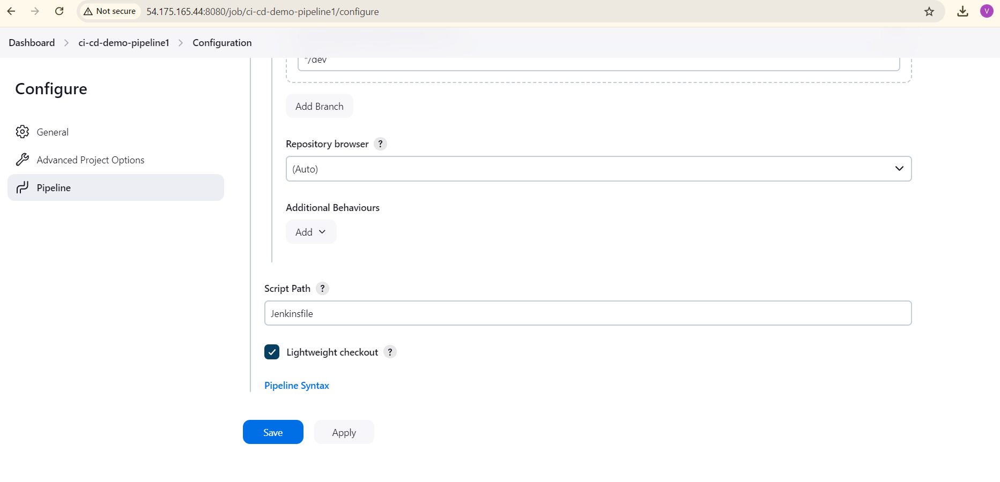 Not secure 54.175.165.44:8080/job/ci-cd-demo-pipeline1/configure V
Dashboard ci-cd-demo-pipeline1 Configuration
*/dev
Configure
Add Branch
General
Repository browser ?
Advanced Project Options
(Auto)
Pipeline
Additional Behaviours
Add
Script Path ?
Jenkinsfile
Lightweight checkout ?
Pipeline Syntax
Save Apply